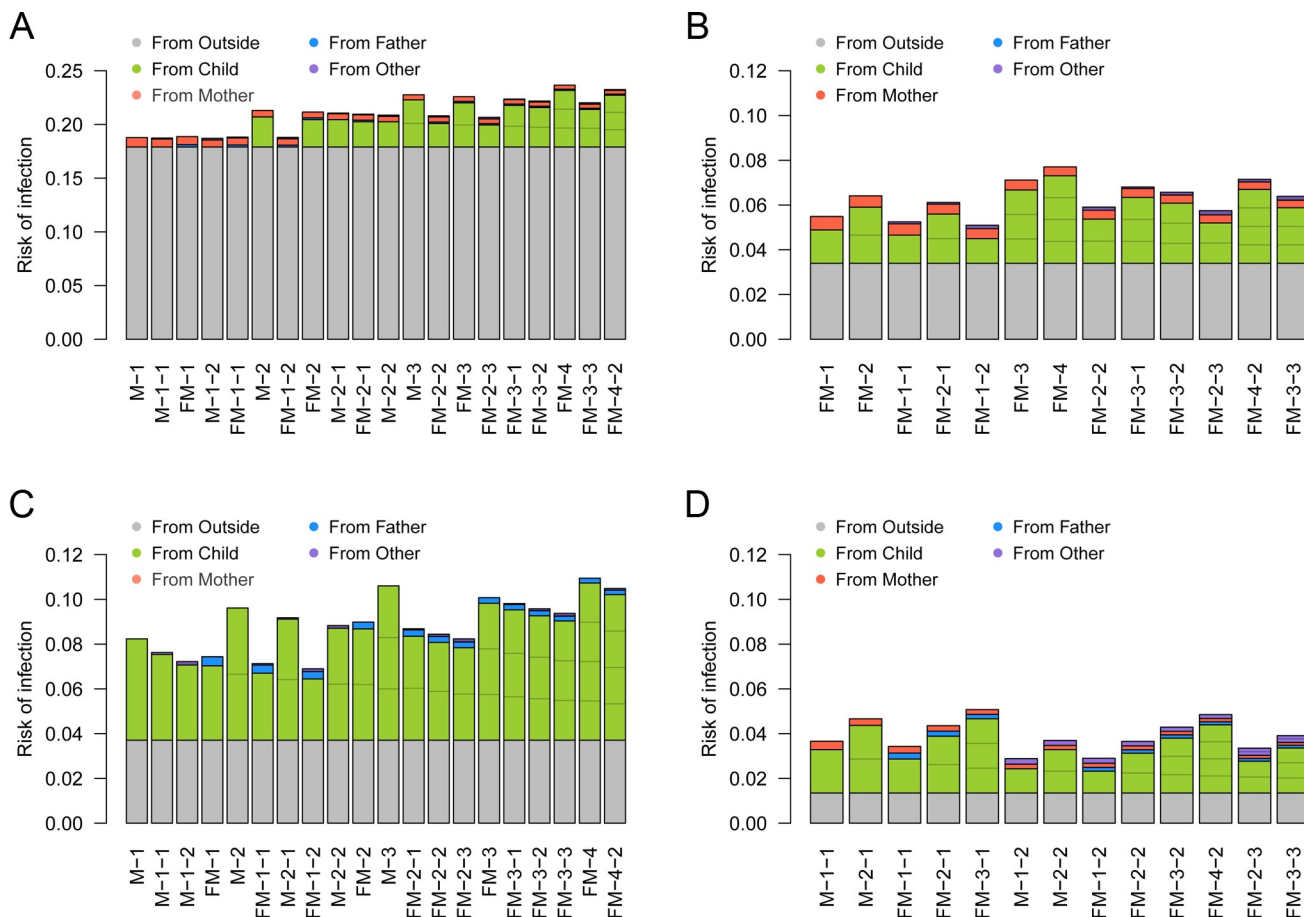 A
From Outside From Father
From Child From Other
From Mother
Risk of infection
0.25
0.20
0.15
0.10
0.05
0.00
M−1 M−1−1 FM−1 M−1−2 FM−1−1 M−2 M−1−2 FM−2 M−2−1 FM−2−1 M−2−2 M−3 FM−2−2 FM−3 FM−2−3 FM−3−1 FM−3−2 FM−4 FM−3−3 FM−4−2
B
From Outside From Father
From Child From Other
From Mother
Risk of infection
0.12
0.10
0.08
0.06
0.04
0.02
0.00
FM−1 FM−2 FM−1−1 FM−2−1 FM−1−2 FM−3 FM−4 FM−2−2 FM−3−1 FM−3−2 FM−2−3 FM−4−2 FM−3−3
C
From Outside From Father
From Child From Other
From Mother
Risk of infection
0.12
0.10
0.08
0.06
0.04
0.02
0.00
M−1 M−1−1 M−1−2 FM−1 M−2 FM−1−1 M−2−1 FM−1−2 M−2−2 FM−2 M−3 FM−2−1 FM−2−2 FM−2−3 FM−3 FM−3−1 FM−3−2 FM−3−3 FM−4 FM−4−2
D
From Outside From Father
From Child From Other
From Mother
Risk of infection
0.12
0.10
0.08
0.06
0.04
0.02
0.00
M−1−1 M−2−1 FM−1−1 FM−2−1 FM−3−1 M−1−2 M−2−2 FM−1−2 FM−2−2 FM−3−2 FM−4−2 FM−2−3 FM−3−3